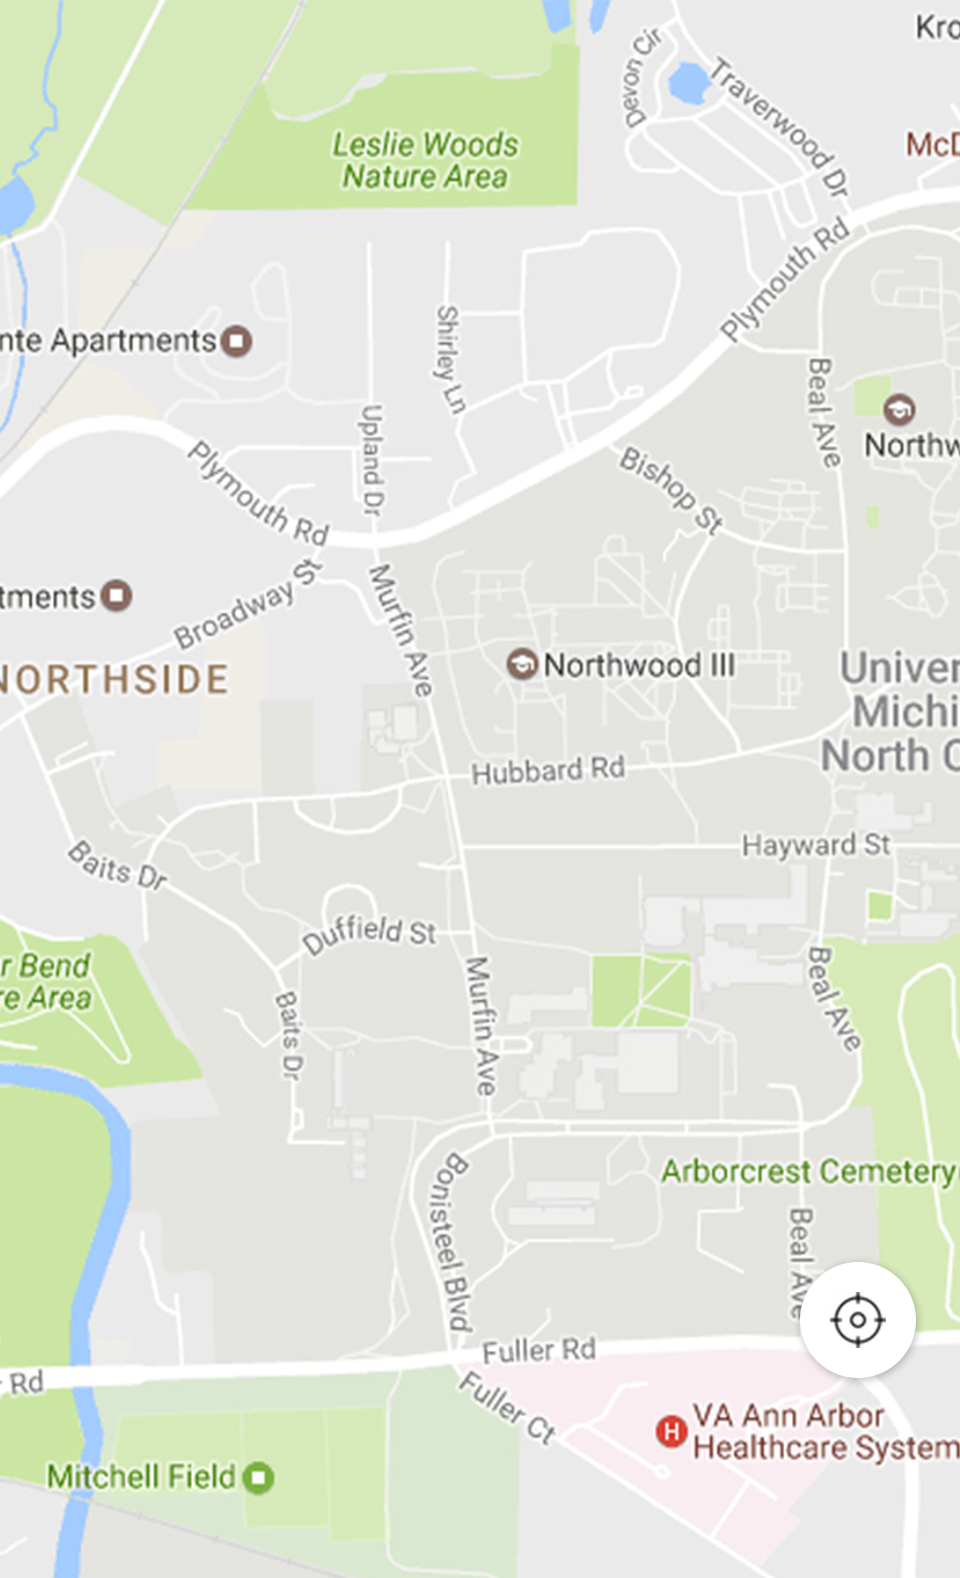 Kro
Devon Cir
Traverwood Dr
McD
Leslie Woods
Nature Area
Plymouth Rd
nte Apartments
Shirley Ln
Beal Ave
Upland Dr
Northw
Plymouth Rd
Bishop St
Murfin Ave
tments
Broadway St
Northwood III
NORTHSIDE
Univer
Michi
North C
Hubbard Rd
Hayward St
Baits Dr
Duffield St
r Bend
re Area
Murfin Ave
Beal Ave
Baits Dr
Arborcrest Cemetery
Bonisteel Blvd
Beal Ave
Fuller Rd
Rd
Fuller Ct
H
VA Ann Arbor
Healthcare System
Mitchell Field